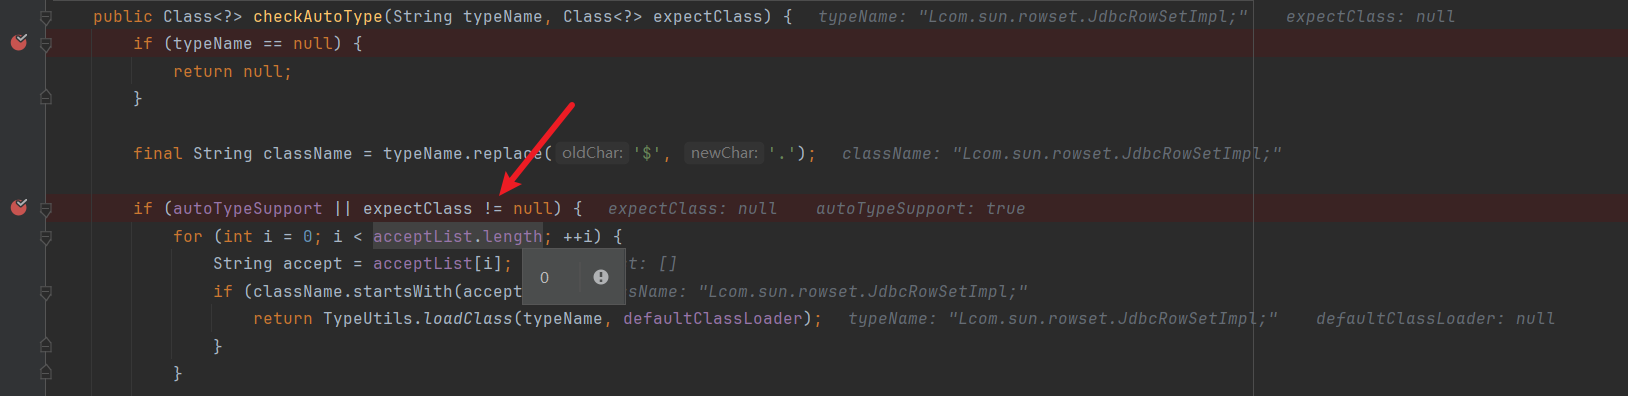 public Class<?> checkAutoType(String typeName, Class<?> expectClass) { typeName: "Lcom.sun.rowset.JdbcRowSetImpl;" expectClass: null
if (typeName == null) {
return null;
}
final String className = typeName.replace( oldChar: '$', newChar: '.'); className: "Lcom.sun.rowset.JdbcRowSetImpl;"
if (autoTypeSupport || expectClass != null) { expectClass: null autoTypeSupport: true
for (int i = 0; i < acceptList.length; ++i) {
String accept = acceptList[i]; t: []
0
if (className.startsWith(accept sName: "Lcom.sun.rowset.JdbcRowSetImpl;"
return TypeUtils.loadClass(typeName, defaultClassLoader); typeName: "Lcom.sun.rowset.JdbcRowSetImpl;" defaultClassLoader: null
}
}